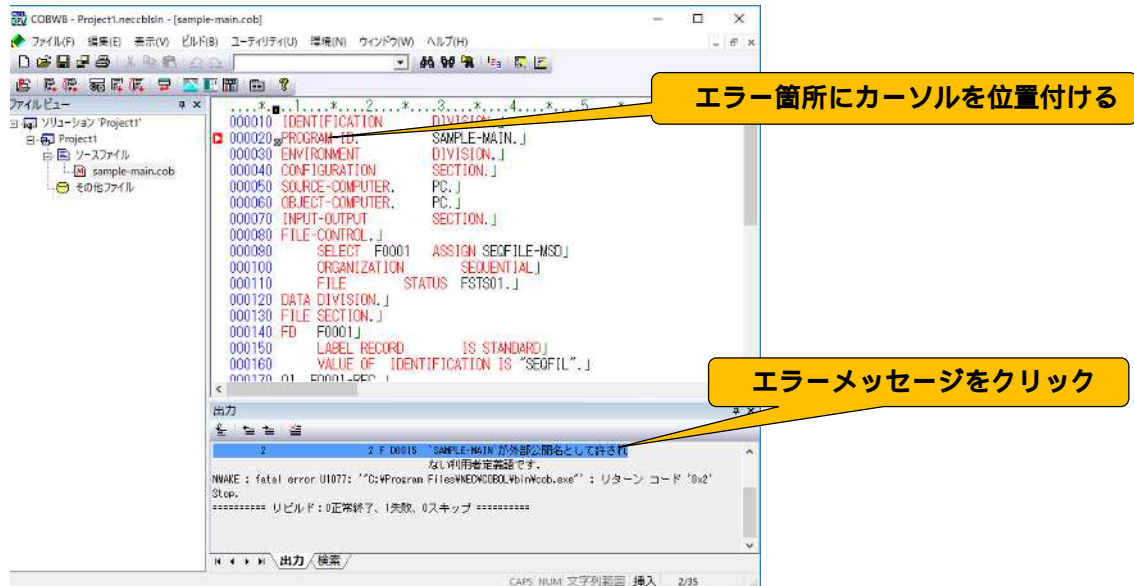 COBWB - Project1.neccblsln - [sample-main.cob]
ファイル(F) 編集(E) 表示(V) ビルド(B) ユーティリティ(U) 環境(N) ウィンドウ(W) ヘルプ(H)
エラー箇所にカーソルを位置付ける
ファイルビュー
ソリューション 'Project1'
Project1
ソースファイル
sample-main.cob
その他ファイル
....*....1....*....2....*....3....*....4....*....5....*
000010 IDENTIFICATION DIVISION.
000020 PROGRAM-ID. SAMPLE-MAIN.
000030 ENVIRONMENT DIVISION.
000040 CONFIGURATION SECTION.
000050 SOURCE-COMPUTER. PC.
000060 OBJECT-COMPUTER. PC.
000070 INPUT-OUTPUT SECTION.
000080 FILE-CONTROL.
000090 SELECT F0001 ASSIGN SEQFILE-MSD
000100 ORGANIZATION SEQUENTIAL
000110 FILE STATUS FSTS01.
000120 DATA DIVISION.
000130 FILE SECTION.
000140 FD F0001
000150 LABEL RECORD IS STANDARD
000160 VALUE OF IDENTIFICATION IS "SEQFIL".
000170 01 F0001-REC
エラーメッセージをクリック
出力
2 2 F D0015 `SAMPLE-MAIN'が外部公開名として許され
ない利用者定義語です.
NMAKE : fatal error U1077: '"C:¥Program Files¥NEC¥COBOL¥bin¥cob.exe"' : リターン コード '0x2'
Stop.
========== リビルド：0正常終了、1失敗、0スキップ ==========
出力 検索
CAPS NUM 文字列範囲 挿入 2/35